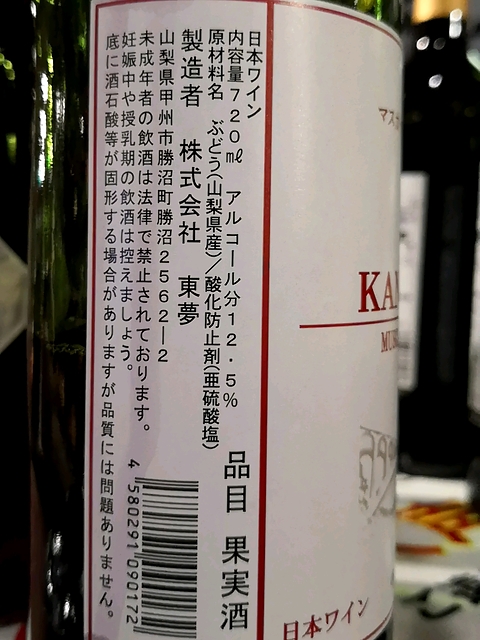 日本ワイン
内容量720㎖ アルコール分12.5%
品目 果実酒
原材料名 ぶどう(山梨県産)/酸化防止剤(亜硫酸塩)
製造者 株式会社 東夢
山梨県甲州市勝沼町勝沼2562―2
未成年者の飲酒は法律で禁止されております。
妊娠中や授乳期の飲酒は控えましょう。
底に酒石酸等が固形する場合がありますが品質には問題ありません。
4 580291 090172
マス
KA
MUS
日本ワイン